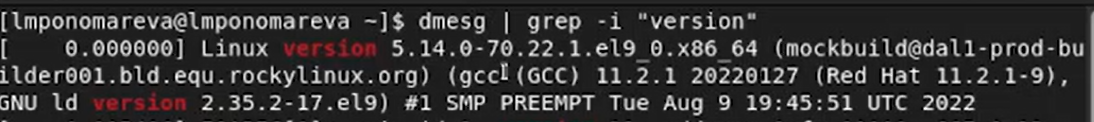 [lmponomareva@lmponomareva ~]$ dmesg | grep -i "version"
[    0.000000] Linux version 5.14.0-70.22.1.el9_0.x86_64 (mockbuild@dal1-prod-bu
ilder001.bld.equ.rockylinux.org) (gcc (GCC) 11.2.1 20220127 (Red Hat 11.2.1-9),
GNU ld version 2.35.2-17.el9) #1 SMP PREEMPT Tue Aug 9 19:45:51 UTC 2022